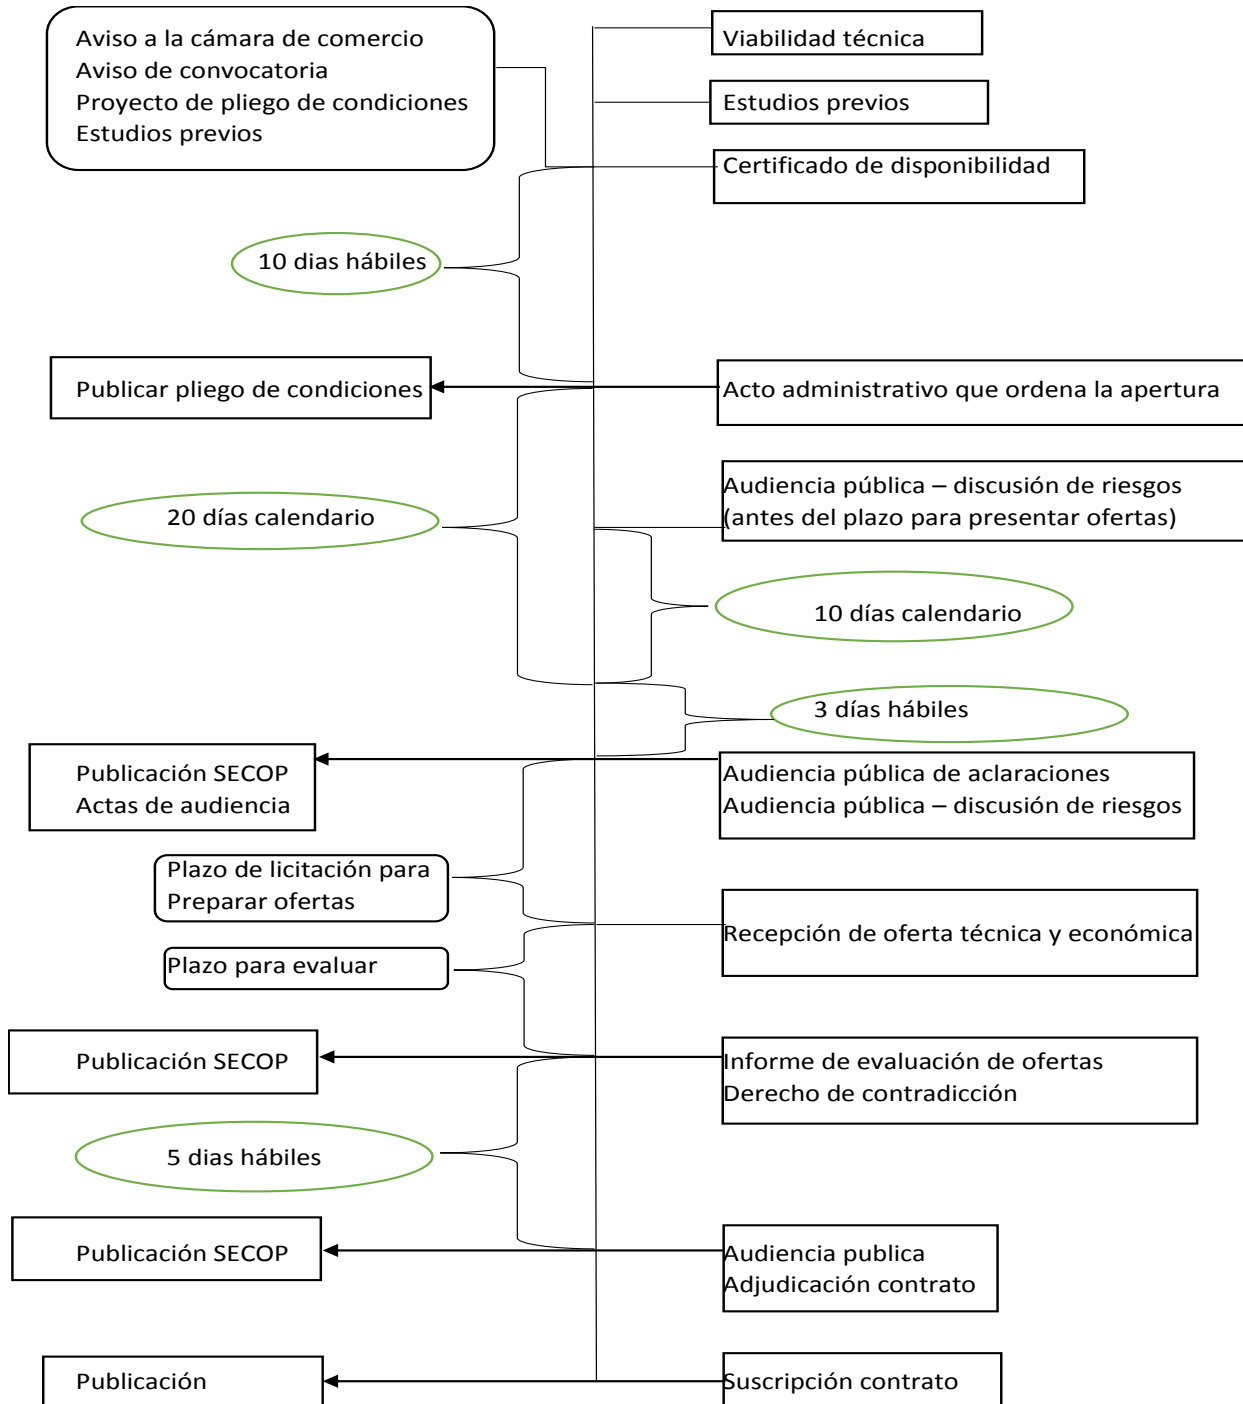 Aviso a la cámara de comercio
Aviso de convocatoria
Proyecto de pliego de condiciones
Estudios previos
Viabilidad técnica
Estudios previos
Certificado de disponibilidad
10 dias hábiles
Publicar pliego de condiciones
Acto administrativo que ordena la apertura
Audiencia pública – discusión de riesgos
(antes del plazo para presentar ofertas)
20 días calendario
10 días calendario
3 días hábiles
Publicación SECOP
Actas de audiencia
Audiencia pública de aclaraciones
Audiencia pública – discusión de riesgos
Plazo de licitación para
Preparar ofertas
Recepción de oferta técnica y económica
Plazo para evaluar
Publicación SECOP
Informe de evaluación de ofertas
Derecho de contradicción
5 dias hábiles
Publicación SECOP
Audiencia publica
Adjudicación contrato
Publicación
Suscripción contrato